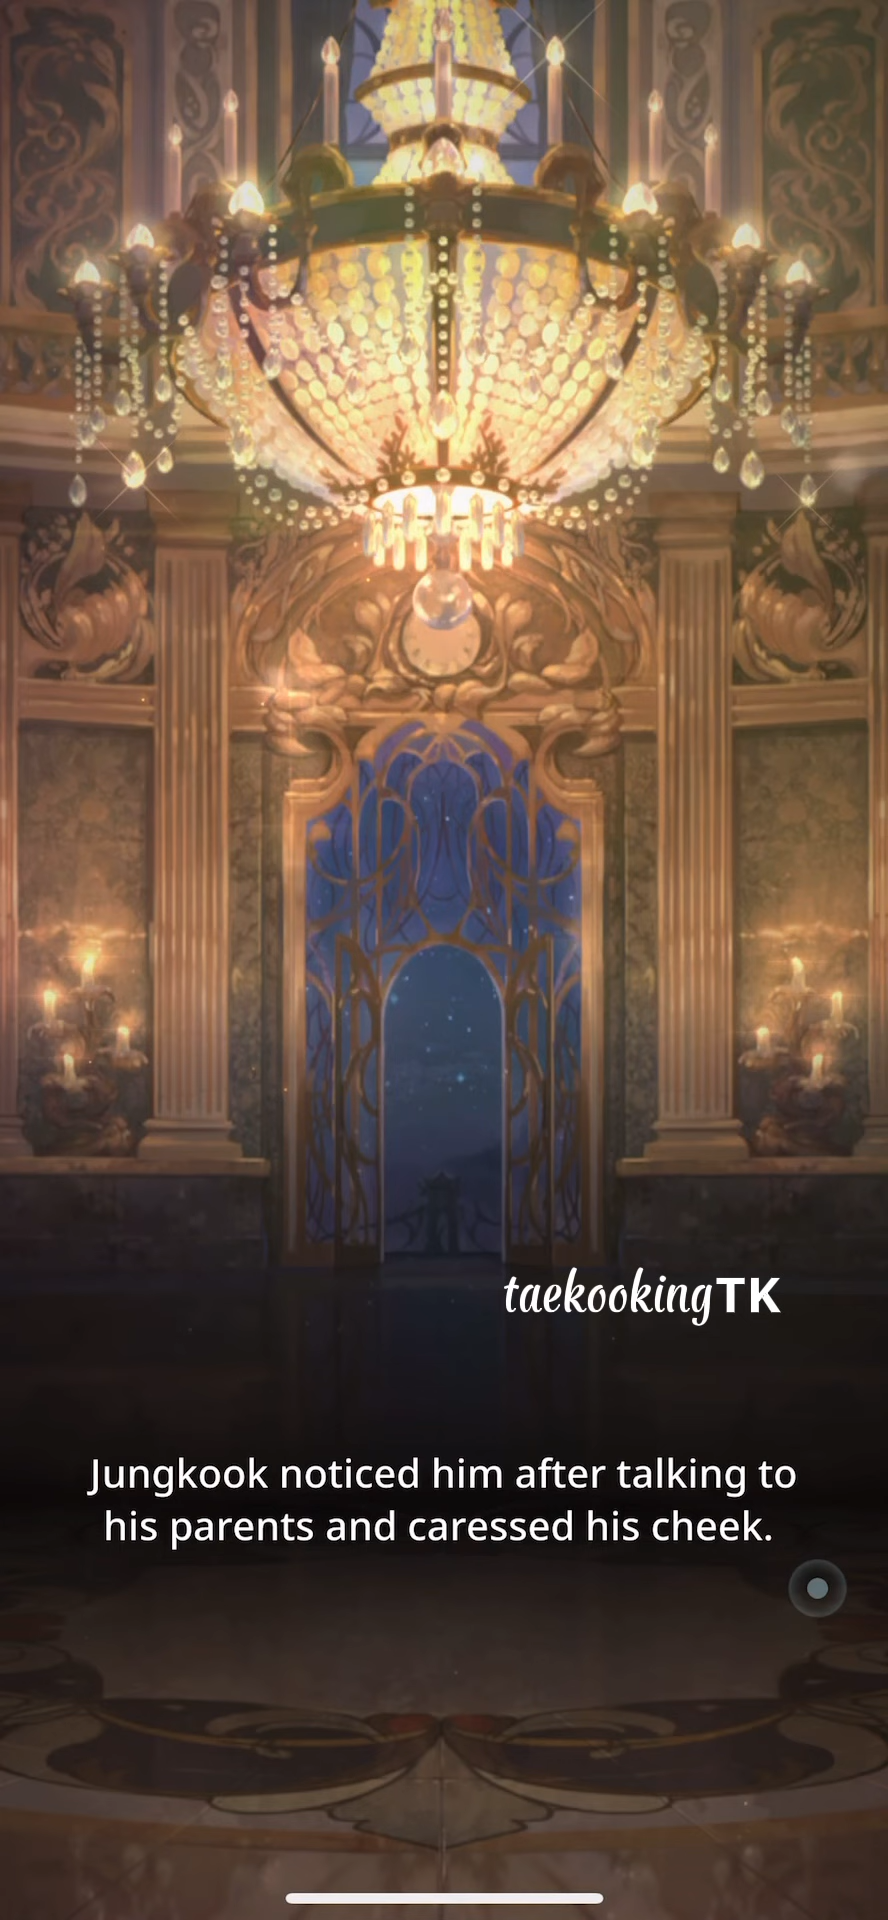 taekookingTK
Jungkook noticed him after talking to
his parents and caressed his cheek.